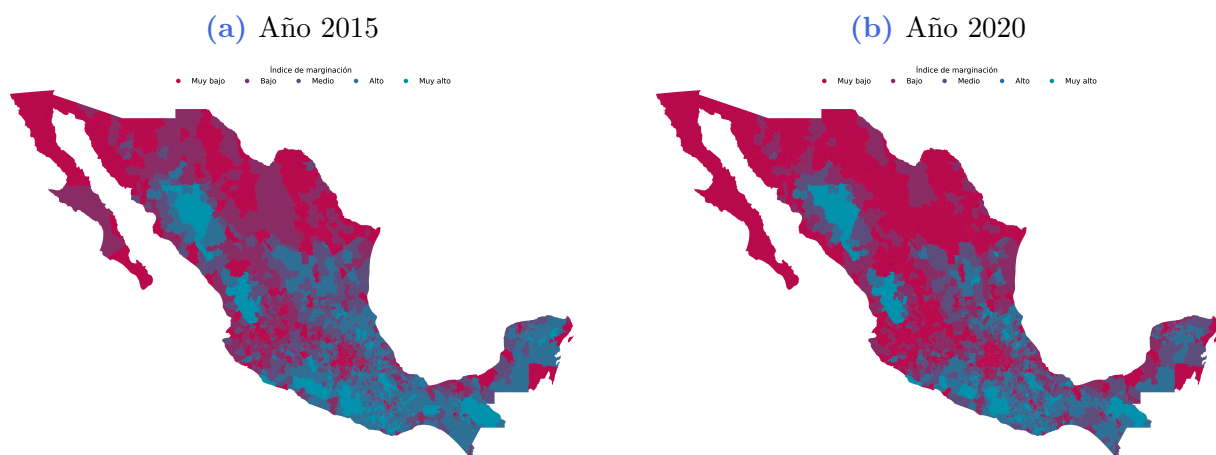 (a) Año 2015
Índice de marginación
Muy bajo Bajo Medio Alto Muy alto
(b) Año 2020
Índice de marginación
Muy bajo Bajo Medio Alto Muy alto